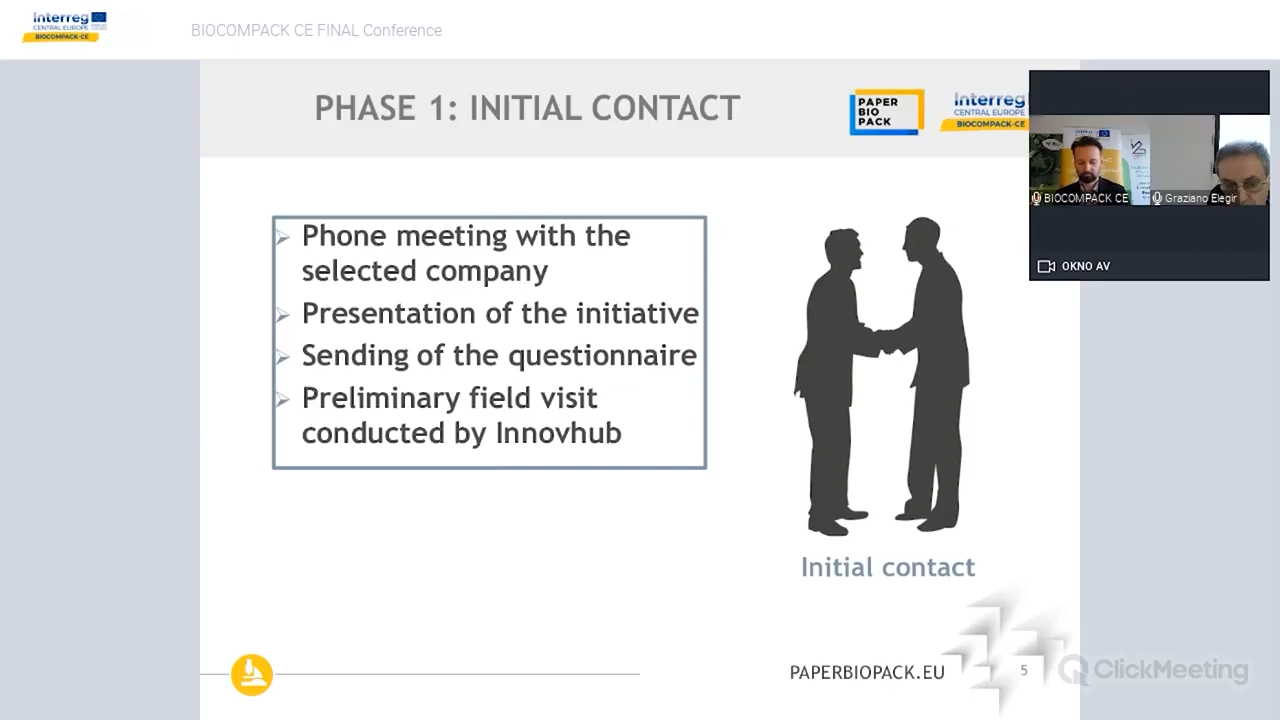 Interreg
CENTRAL EUROPE
BIOCOMPACK-CE
BIOCOMPACK CE FINAL Conference
PHASE 1: INITIAL CONTACT
PAPER
BIO
PACK
Interreg
CENTRAL EUROPE
BIOCOMPACK-CE
BIOCOMPACK CE
Graziano Elegir
OKNO AV
Phone meeting with the
selected company
Presentation of the initiative
Sending of the questionnaire
Preliminary field visit
conducted by Innovhub
Initial contact
PAPERBIOPACK.EU
5
ClickMeeting